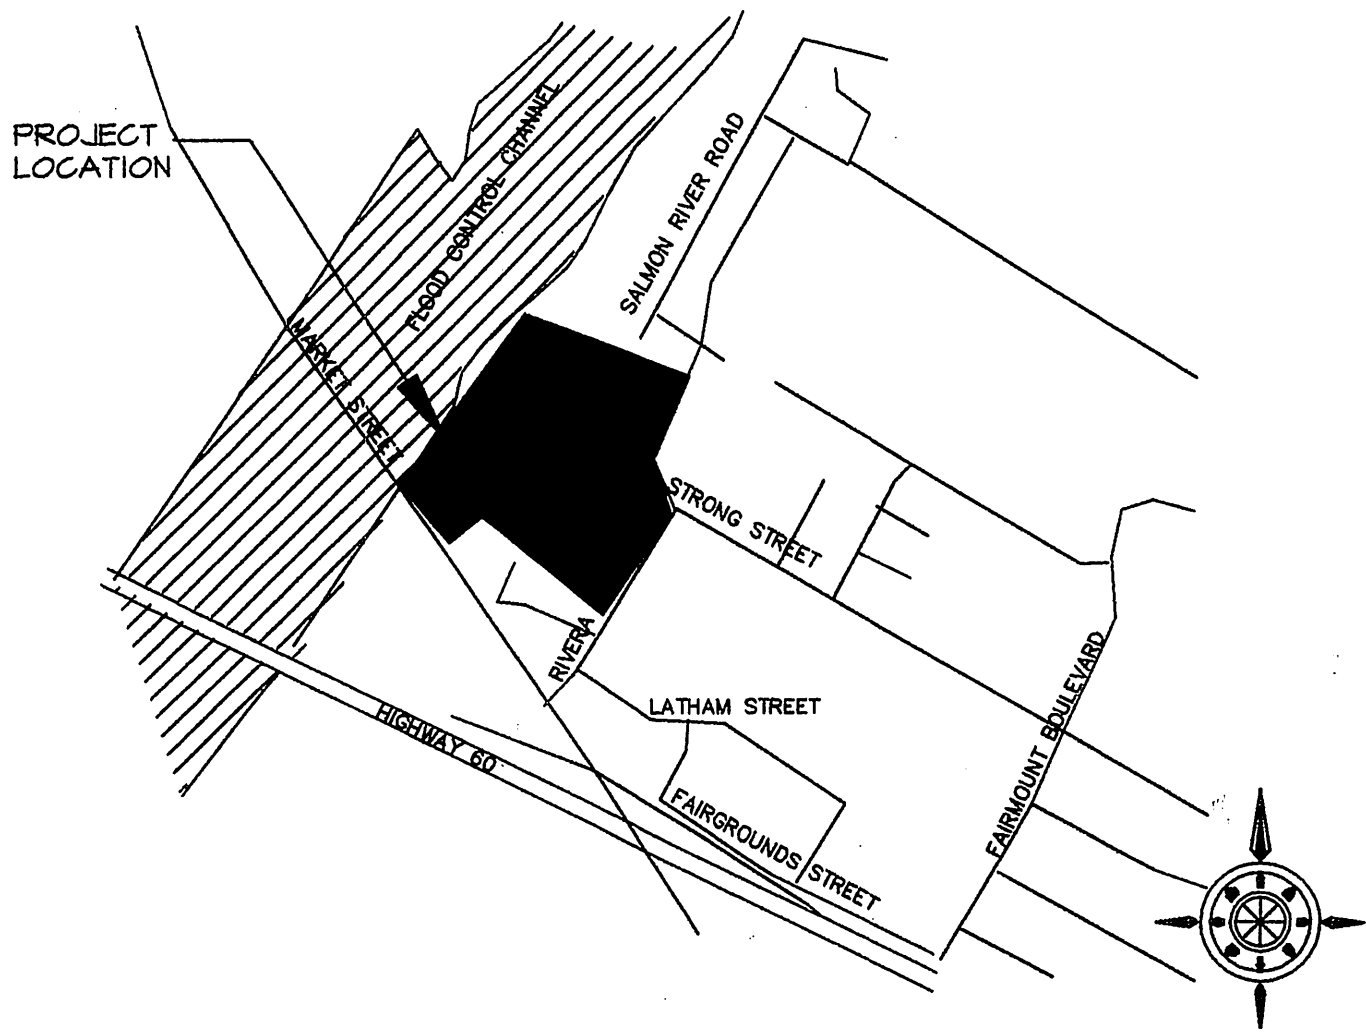 PROJECT
LOCATION
FLOOD CONTROL CHANNEL
SALMON RIVER ROAD
MARKET STREET
STRONG STREET
RIVERA
LATHAM STREET
HIGHWAY 60
FAIRGROUNDS STREET
FAIRMOUNT BOULEVARD